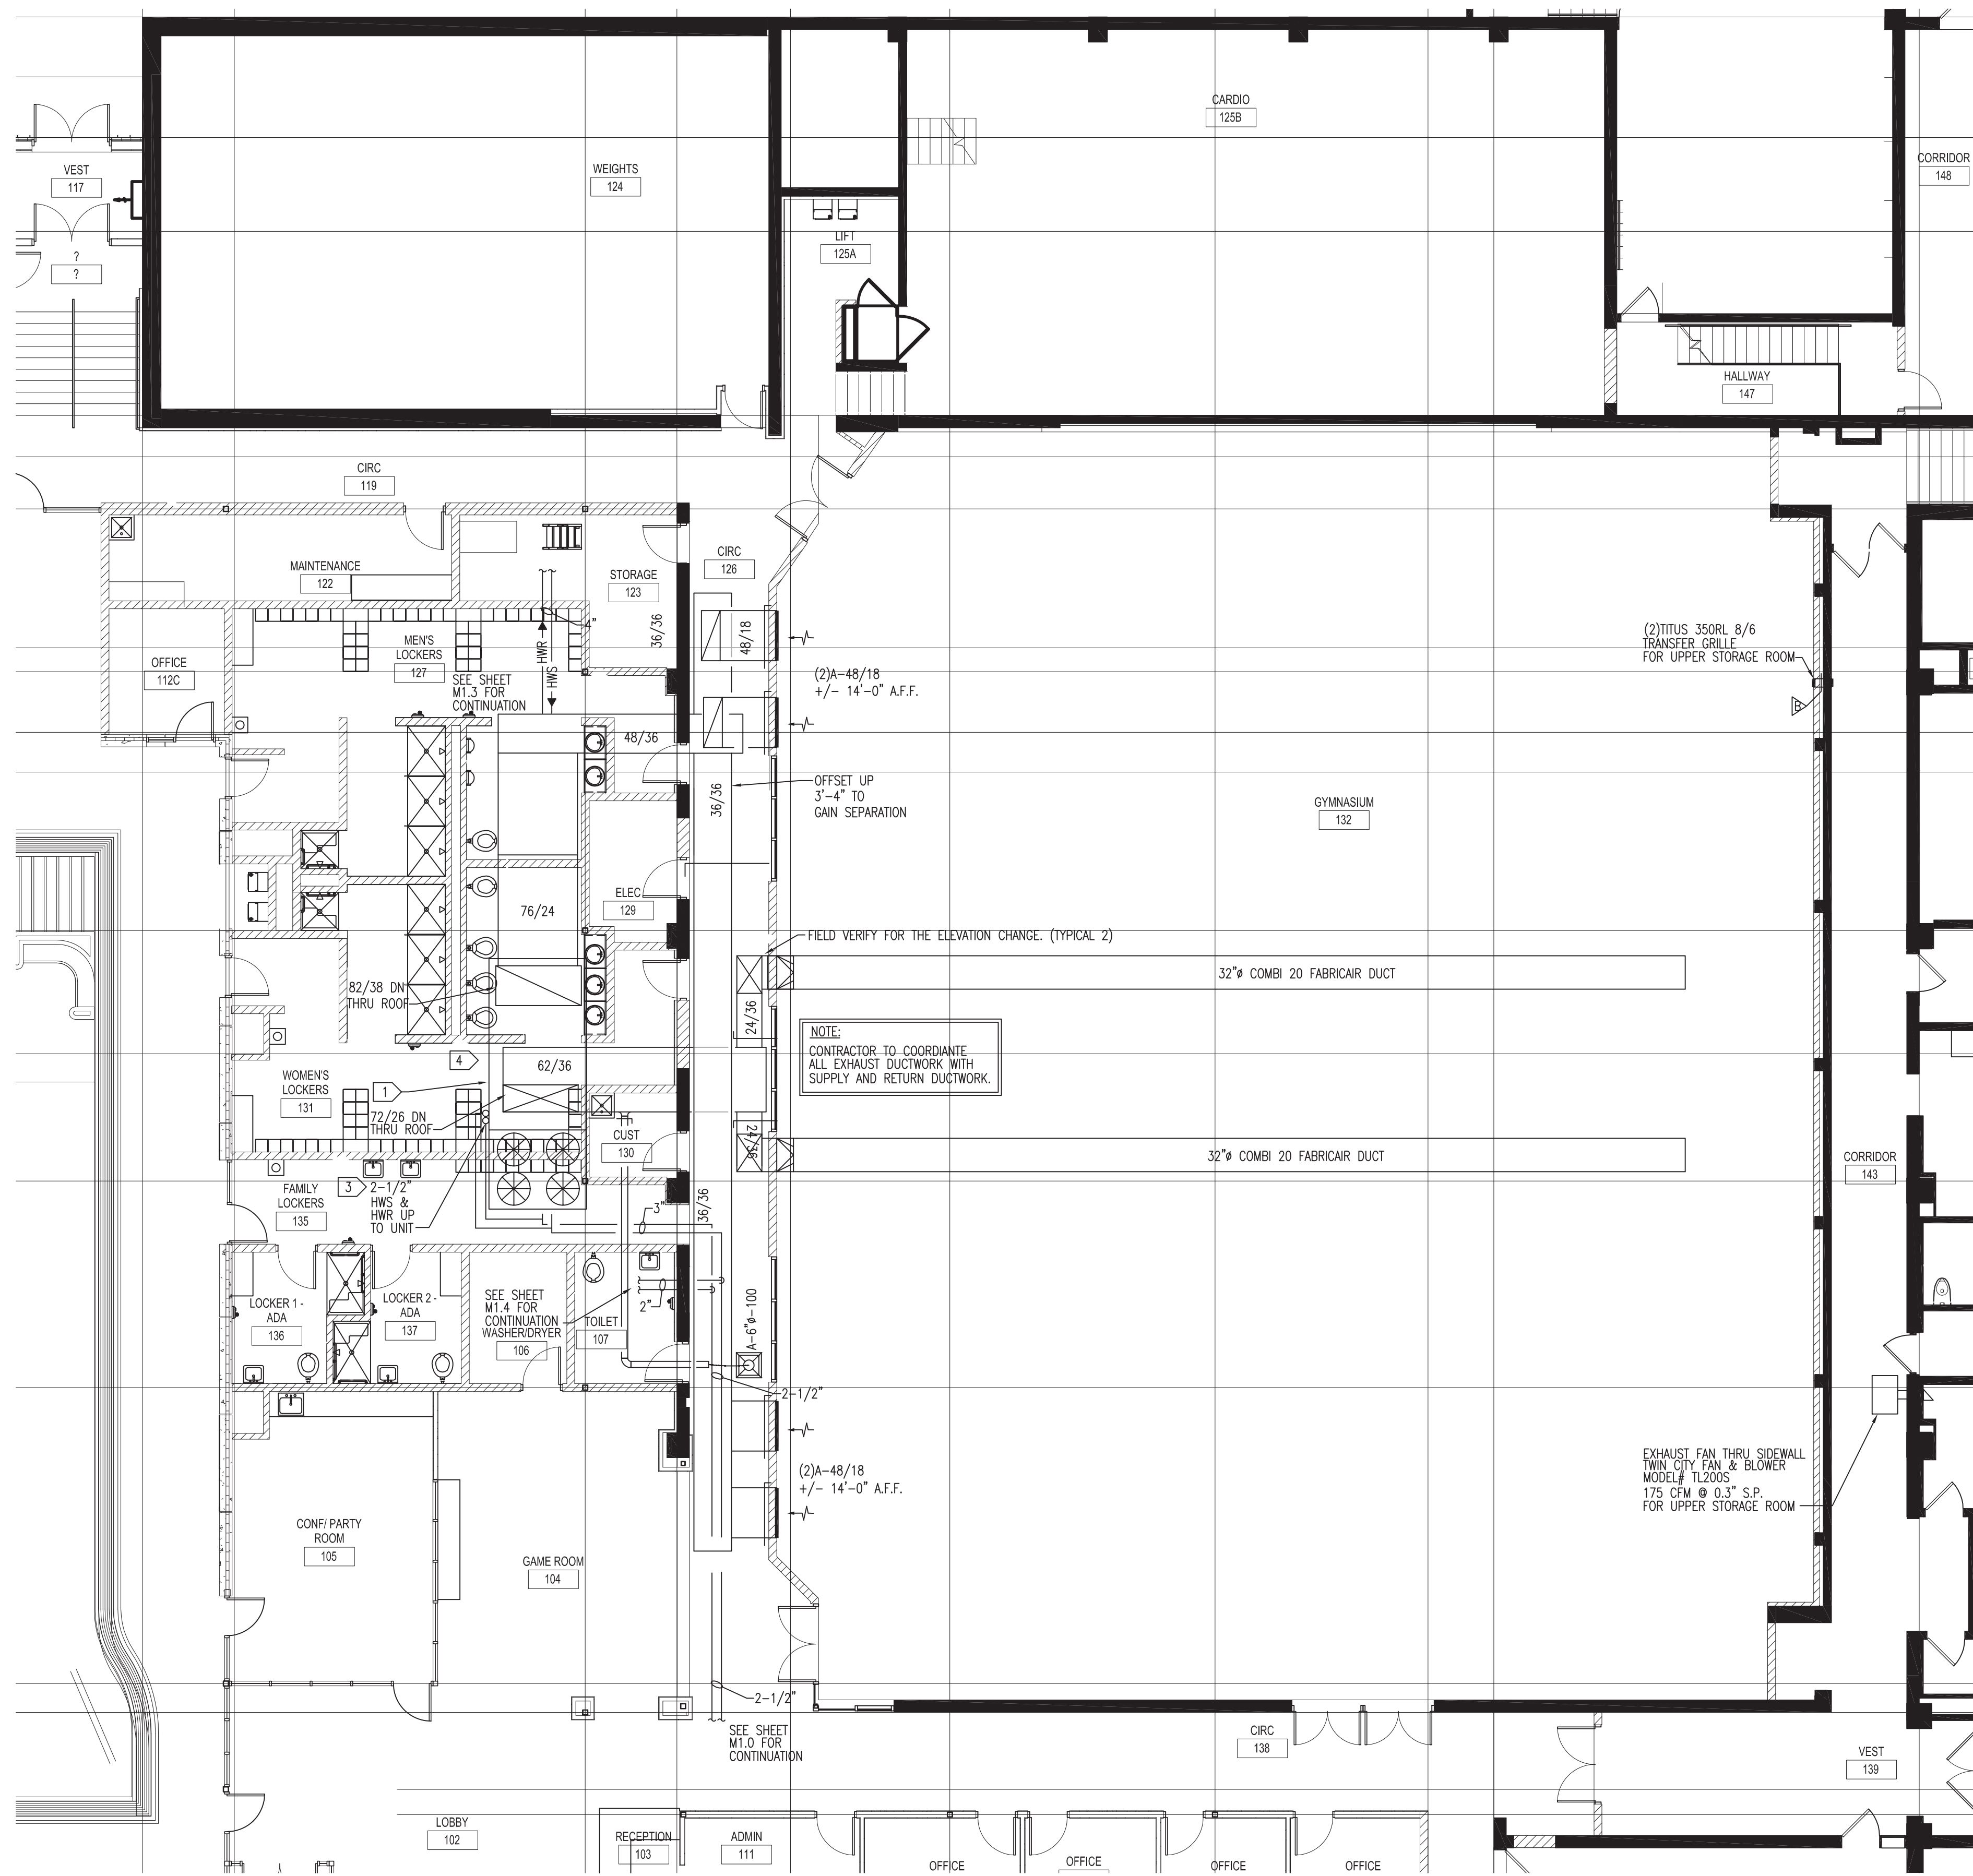 CARDIO
125B
VEST
117
WEIGHTS
124
CORRIDOR
148
LIFT
125A
?
?
HALLWAY
147
CIRC
119
CIRC
126
MAINTENANCE
122
STORAGE
123
36/36
48/18
4"
HWR
HWS
MEN'S
LOCKERS
127
OFFICE
112C
SEE SHEET
M1.3 FOR
CONTINUATION
(2)A-48/18
+/- 14'-0" A.F.F.
(2)TITUS 350RL 8/6
TRANSFER GRILLE
FOR UPPER STORAGE ROOM
B
48/36
36/36
OFFSET UP
3'-4" TO
GAIN SEPARATION
GYMNASIUM
132
ELEC
129
76/24
FIELD VERIFY FOR THE ELEVATION CHANGE. (TYPICAL 2)
32"ø COMBI 20 FABRICAIR DUCT
82/38 DN
THRU ROOF
24/36
NOTE:
CONTRACTOR TO COORDIANTE
ALL EXHAUST DUCTWORK WITH
SUPPLY AND RETURN DUCTWORK.
4
62/36
WOMEN'S
LOCKERS
131
1
72/26 DN
THRU ROOF
CUST
130
24/36
32"ø COMBI 20 FABRICAIR DUCT
CORRIDOR
143
FAMILY
LOCKERS
135
3
2-1/2"
HWS &
HWR UP
TO UNIT
3"
36/36
LOCKER 1 -
ADA
136
LOCKER 2 -
ADA
137
SEE SHEET
M1.4 FOR
CONTINUATION
WASHER/DRYER
106
2"
TOILET
107
A-6"ø-100
2-1/2"
(2)A-48/18
+/- 14'-0" A.F.F.
EXHAUST FAN THRU SIDEWALL
TWIN CITY FAN & BLOWER
MODEL# TL200S
175 CFM @ 0.3" S.P.
FOR UPPER STORAGE ROOM
CONF/ PARTY
ROOM
105
GAME ROOM
104
2-1/2"
SEE SHEET
M1.0 FOR
CONTINUATION
CIRC
138
VEST
139
LOBBY
102
RECEPTION
103
ADMIN
111
OFFICE
OFFICE
OFFICE
OFFICE